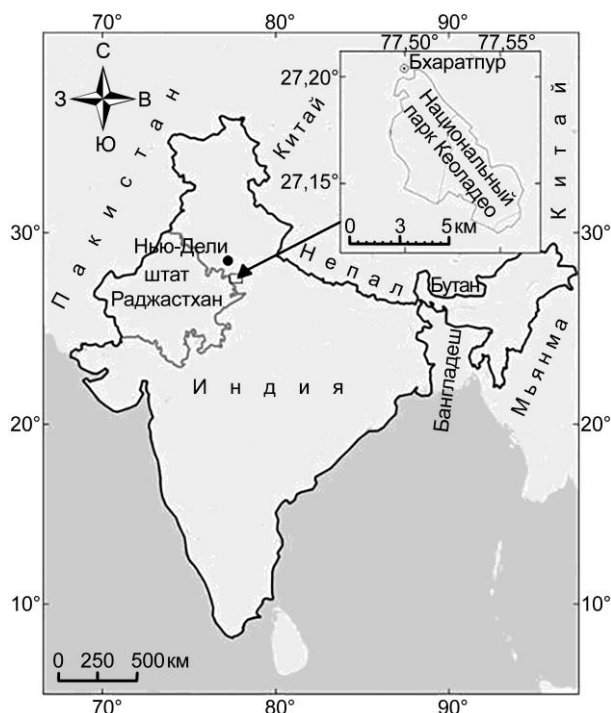 70°
80°
90°
77,50°
77,55°
Бхаратпур
27,20°
27,15°
Национальный
парк Кеоладео
0 3 5 км
С
З В
Ю
Пакистан
Китай
Китай
30°
30°
Нью-Дели
штат
Раджастхан
Непал
Бутан
Индия
Бангладеш
Мьянма
20°
20°
10°
10°
0 250 500 км
70°
80°
90°